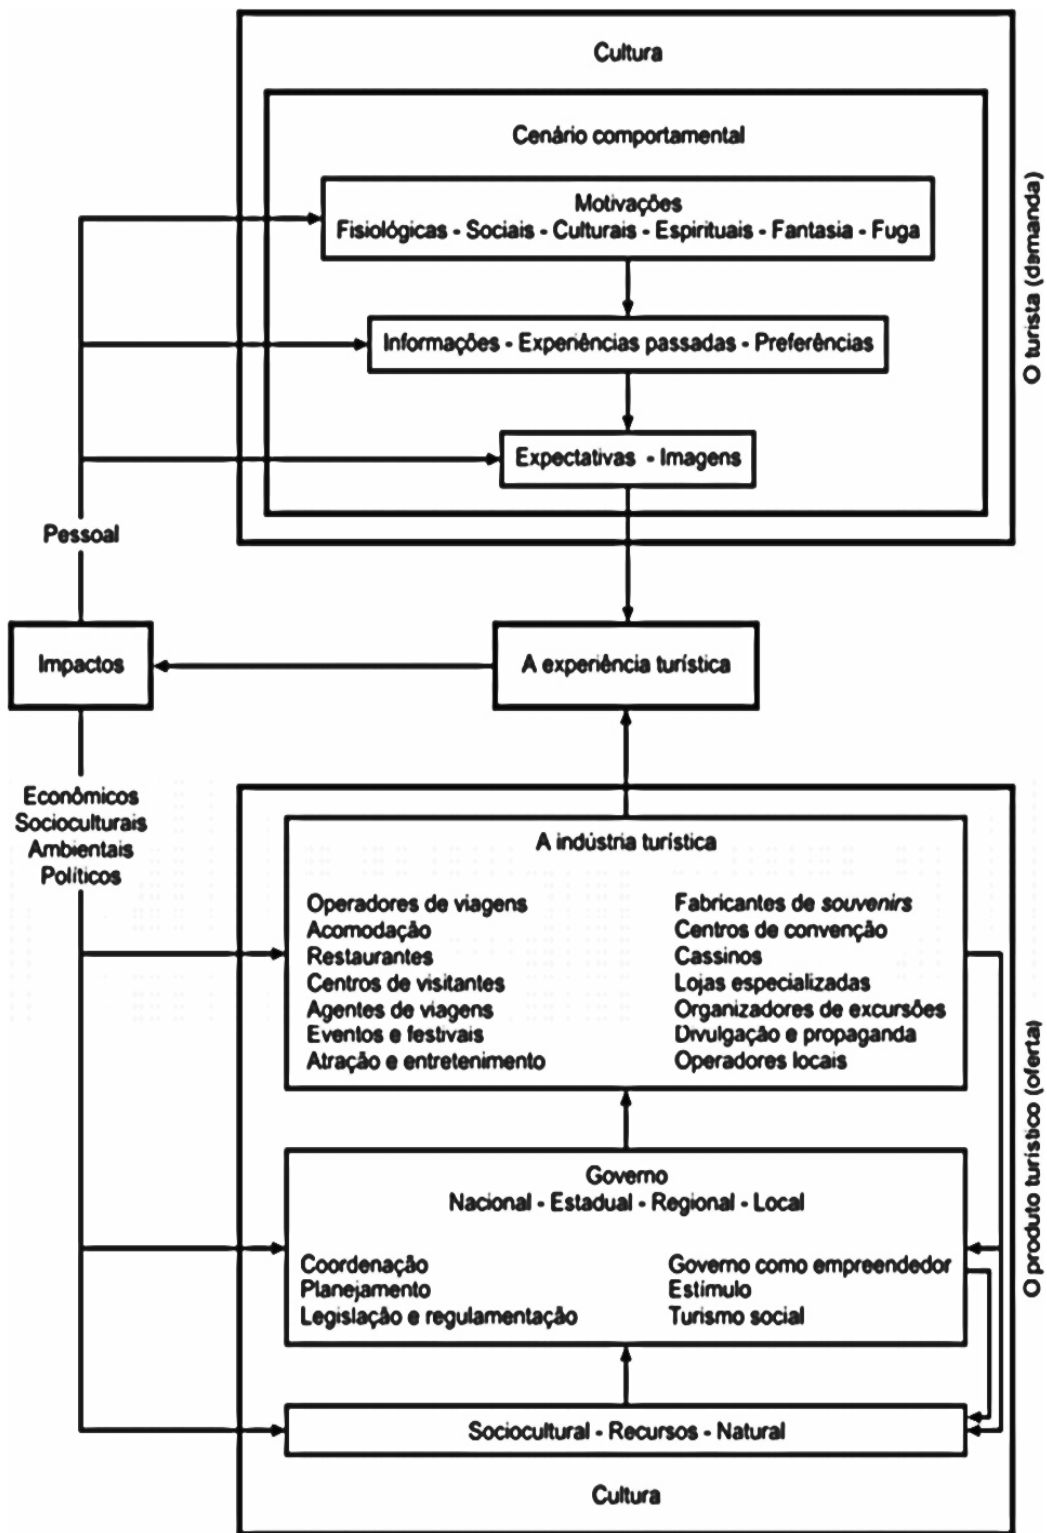 Cultura
Cenário comportamental
Motivações
Fisiológicas - Sociais - Culturais - Espirituais - Fantasia - Fuga
Informações - Experiências passadas - Preferências
Expectativas - Imagens
O turista (demanda)
Pessoal
Impactos
A experiência turística
Econômicos
Socioculturais
Ambientais
Políticos
A indústria turística
Operadores de viagens
Acomodação
Restaurantes
Centros de visitantes
Agentes de viagens
Eventos e festivais
Atração e entretenimento
Fabricantes de souvenirs
Centros de convenção
Cassinos
Lojas especializadas
Organizadores de excursões
Divulgação e propaganda
Operadores locais
Governo
Nacional - Estadual - Regional - Local
Coordenação
Planejamento
Legislação e regulamentação
Governo como empreendedor
Estímulo
Turismo social
Sociocultural - Recursos - Natural
Cultura
O produto turístico (oferta)